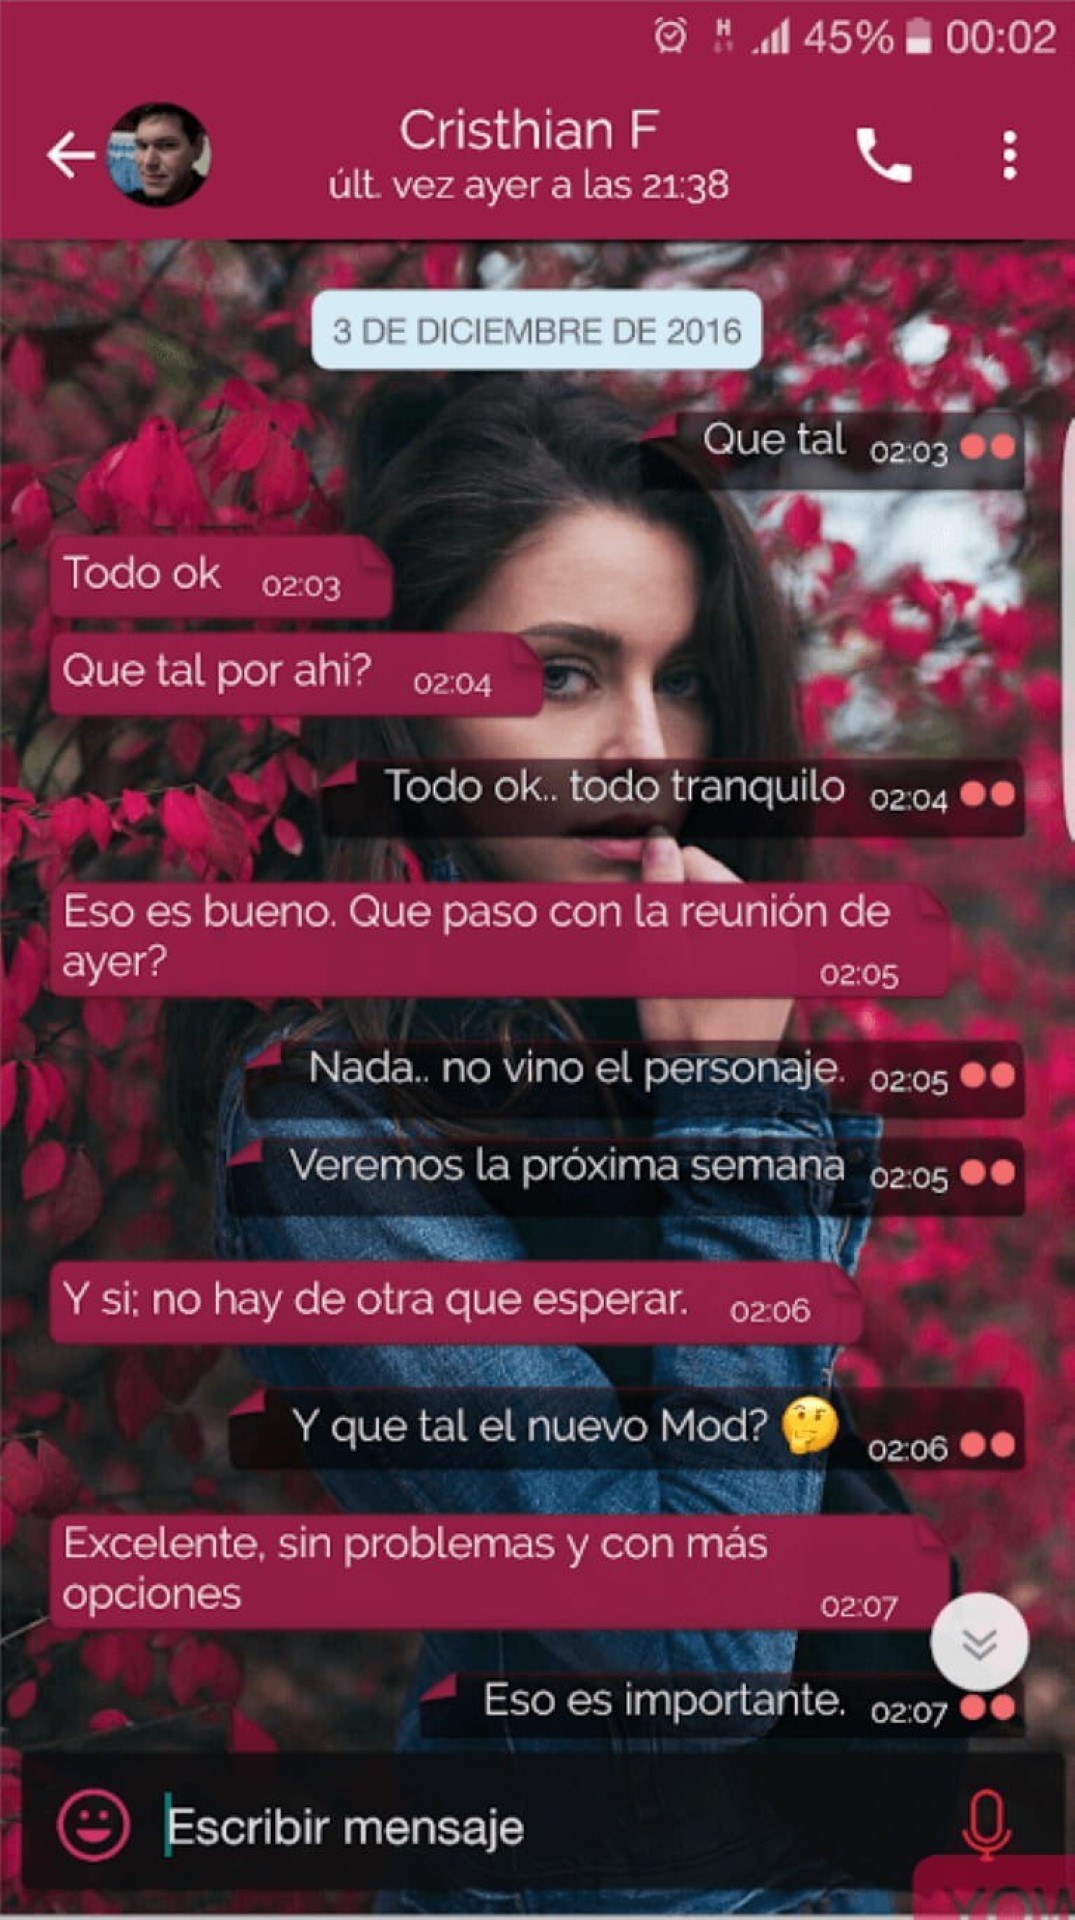 H
45% 00:02
Cristhian F
últ. vez ayer a las 21:38
3 DE DICIEMBRE DE 2016
Que tal 02:03
Todo ok 02:03
Que tal por ahi? 02:04
Todo ok.. todo tranquilo 02:04
Eso es bueno. Que paso con la reunión de
ayer? 02:05
Nada.. no vino el personaje. 02:05
Veremos la próxima semana 02:05
Y si; no hay de otra que esperar. 02:06
Y que tal el nuevo Mod? 🤔 02:06
Excelente, sin problemas y con más
opciones 02:07
Eso es importante. 02:07
Escribir mensaje